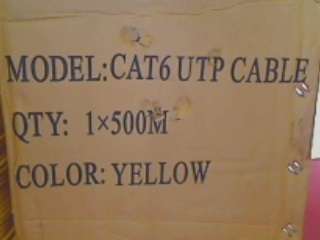 MODEL:CAT6 UTP CABLE
QTY: 1×500M
COLOR: YELLOW